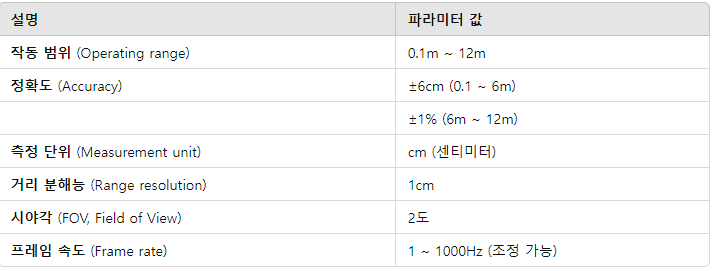 설명 파라미터 값
작동 범위 (Operating range) 0.1m ~ 12m
정확도 (Accuracy) ±6cm (0.1 ~ 6m)
±1% (6m ~ 12m)
측정 단위 (Measurement unit) cm (센티미터)
거리 분해능 (Range resolution) 1cm
시야각 (FOV, Field of View) 2도
프레임 속도 (Frame rate) 1 ~ 1000Hz (조정 가능)